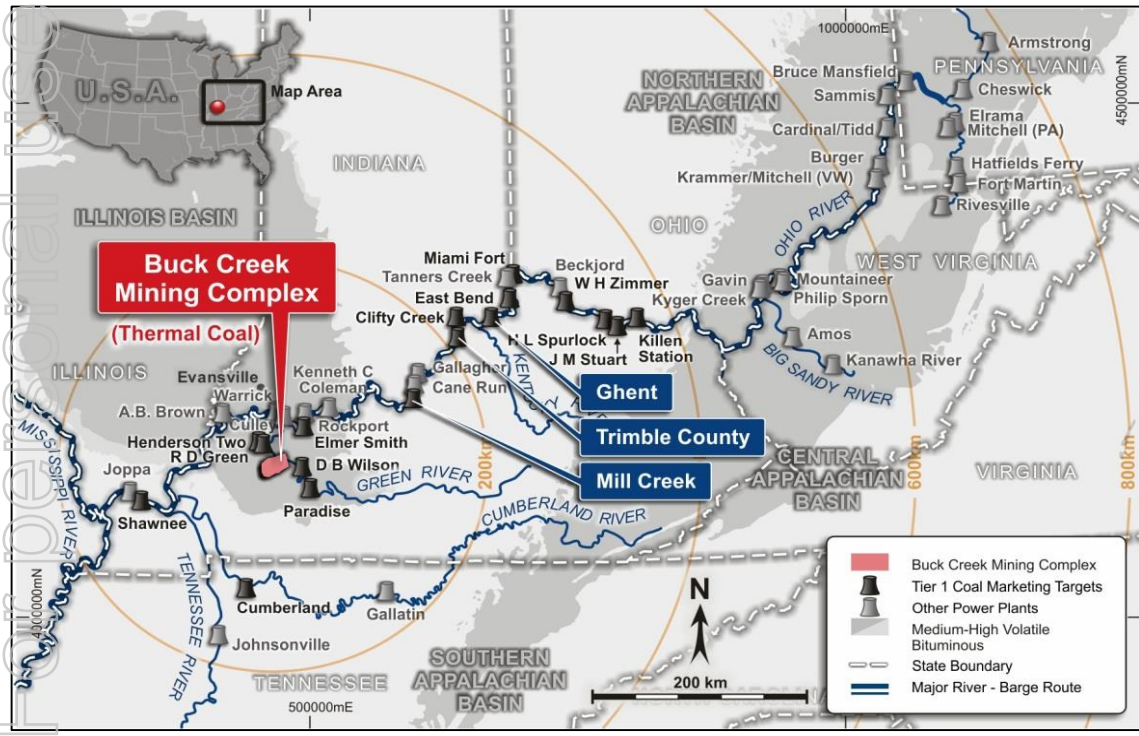 For personal use
U.S.A.
Map Area
1000000mE
4500000mN
Armstrong
PENNSYLVANIA
NORTHERN
APPALACHIAN
BASIN
Bruce Mansfield
Sammis
Cheswick
Elrama
Mitchell (PA)
Cardinal/Tidd
Burger
Krammer/Mitchell (VW)
Hatfields Ferry
Fort Martin
Rivesville
INDIANA
ILLINOIS BASIN
OHIO
OHIO RIVER
WEST VIRGINIA
Buck Creek
Mining Complex
(Thermal Coal)
Miami Fort
Tanners Creek
East Bend
Clifty Creek
Beckjord
W H Zimmer
Gavin
Kyger Creek
Mountaineer
Philip Sporn
H L Spurlock
J M Stuart
Killen
Station
Amos
Kanawha River
BIG SANDY RIVER
ILLINOIS
Evansville
Warrick
A.B. Brown
Culley
Kenneth C
Coleman
Gallagher
Cane Run
Rockport
Elmer Smith
Henderson Two
R D Green
D B Wilson
Paradise
GREEN RIVER
Ghent
Trimble County
Mill Creek
200km
600km
800km
CENTRAL
APPALACHIAN
BASIN
VIRGINIA
MISSISSIPPI RIVER
Joppa
Shawnee
CUMBERLAND RIVER
TENNESSEE RIVER
Cumberland
Gallatin
Johnsonville
4000000mN
TENNESSEE
SOUTHERN
APPALACHIAN
BASIN
500000mE
N
200 km
Buck Creek Mining Complex
Tier 1 Coal Marketing Targets
Other Power Plants
Medium-High Volatile
Bituminous
State Boundary
Major River - Barge Route